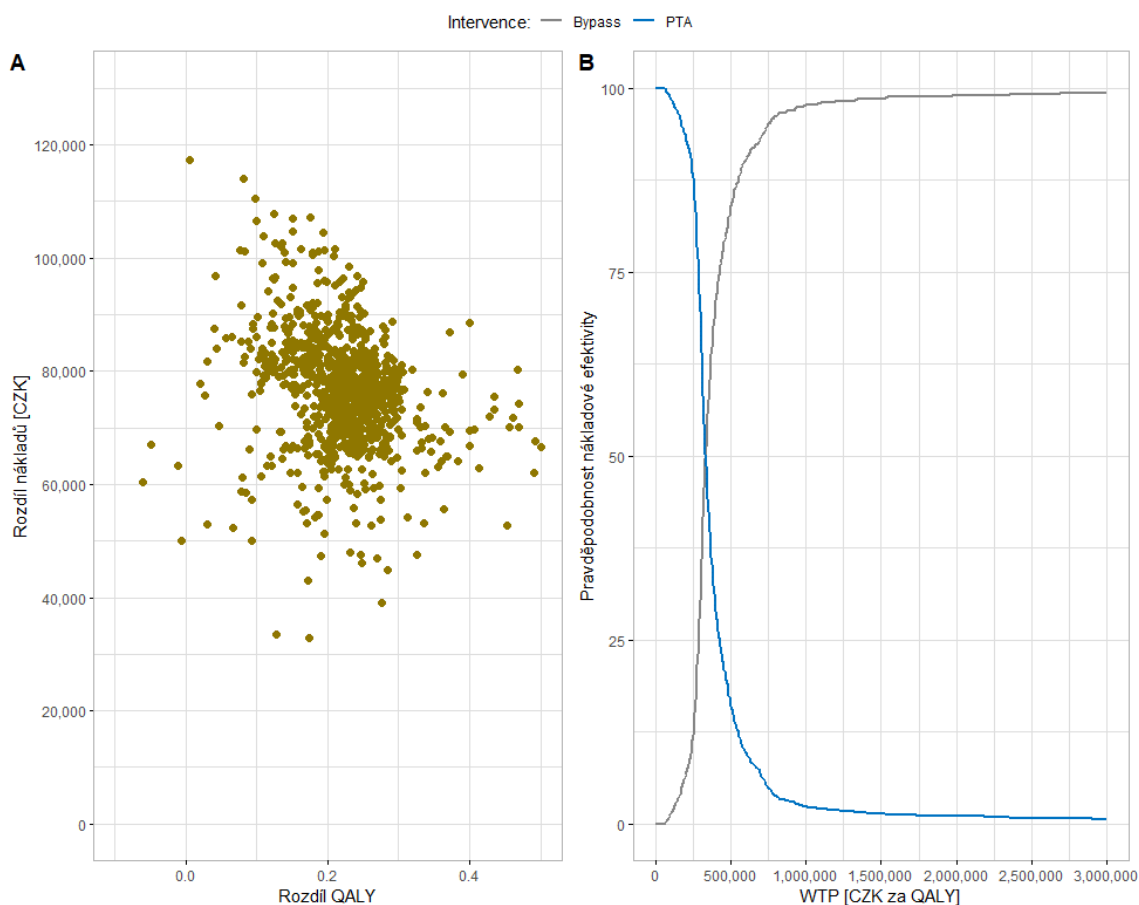 Intervence: Bypass PTA
A
Rozdíl nákladů [CZK]
120,000
100,000
80,000
60,000
40,000
20,000
0
0.0 0.2 0.4
Rozdíl QALY
B
Pravděpodobnost nákladové efektivity
100
75
50
25
0
0 500,000 1,000,000 1,500,000 2,000,000 2,500,000 3,000,000
WTP [CZK za QALY]